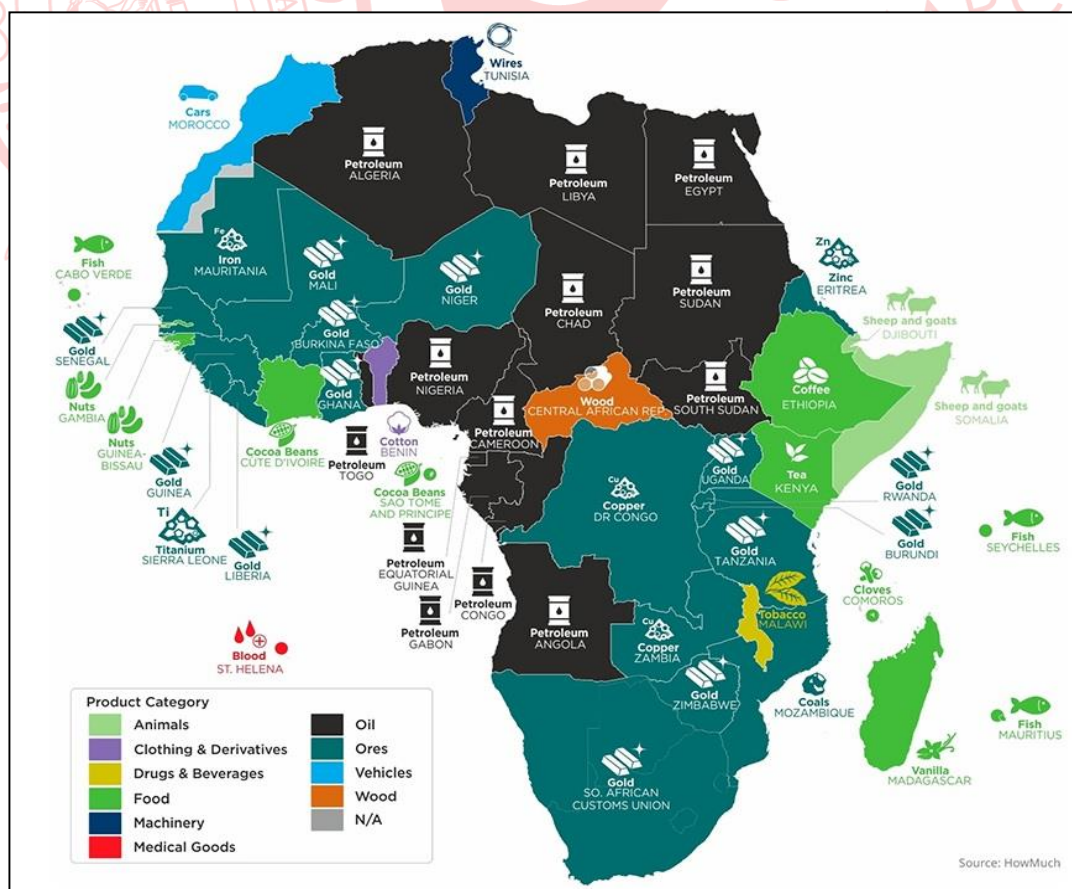 Wires
TUNISIA
Cars
MOROCCO
Petroleum
ALGERIA
Petroleum
LIBYA
Petroleum
EGYPT
Fish
CABO VERDE
Fe
Iron
MAURITANIA
Gold
MALI
Gold
NIGER
Petroleum
CHAD
Petroleum
SUDAN
Zn
Zinc
ERITREA
Sheep and goats
DJIBOUTI
Gold
SENEGAL
Gold
BURKINA FASO
Gold
GHANA
Petroleum
NIGERIA
Wood
CENTRAL AFRICAN REP.
Petroleum
SOUTH SUDAN
Coffee
ETHIOPIA
Sheep and goats
SOMALIA
Nuts
GAMBIA
Nuts
GUINEA-
BISSAU
Cocoa Beans
CÙTE D'IVOIRE
Petroleum
TOGO
Cotton
BENIN
Petroleum
CAMEROON
Gold
UGANDA
Tea
KENYA
Gold
RWANDA
Gold
GUINEA
Cocoa Beans
SAO TOME
AND PRINCIPE
Cu
Copper
DR CONGO
Gold
TANZANIA
Gold
BURUNDI
Fish
SEYCHELLES
Ti
Titanium
SIERRA LEONE
Gold
LIBERIA
Petroleum
EQUATORIAL
GUINEA
Petroleum
CONGO
Petroleum
GABON
Petroleum
ANGOLA
Cu
Copper
ZAMBIA
Tobacco
MALAWI
Cloves
COMOROS
Blood
ST. HELENA
Gold
ZIMBABWE
Coals
MOZAMBIQUE
Fish
MAURITIUS
Vanilla
MADAGASCAR
Gold
SO. AFRICAN
CUSTOMS UNION
Product Category
Animals
Clothing & Derivatives
Drugs & Beverages
Food
Machinery
Medical Goods
Oil
Ores
Vehicles
Wood
N/A
Source: HowMuch